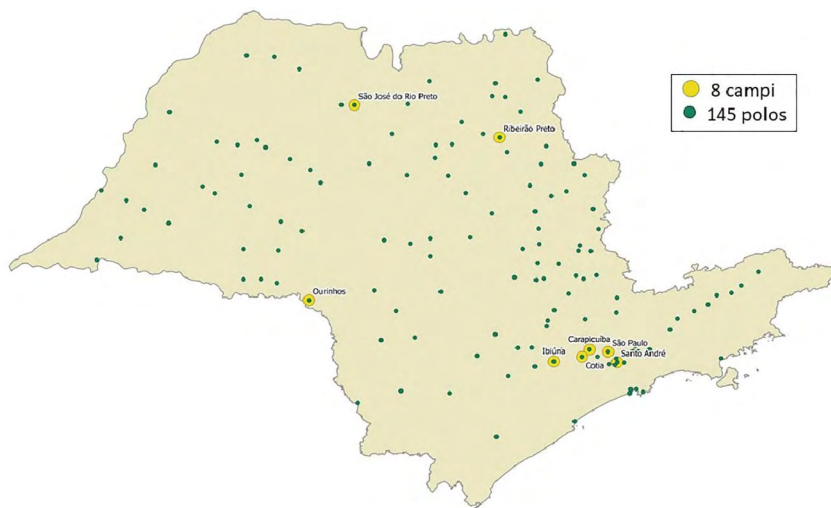 8 campi
145 polos
São José do Rio Preto
Ribeirão Preto
Ourinhos
Carapicuíba
São Paulo
Ibiúna
Santo André
Cotia